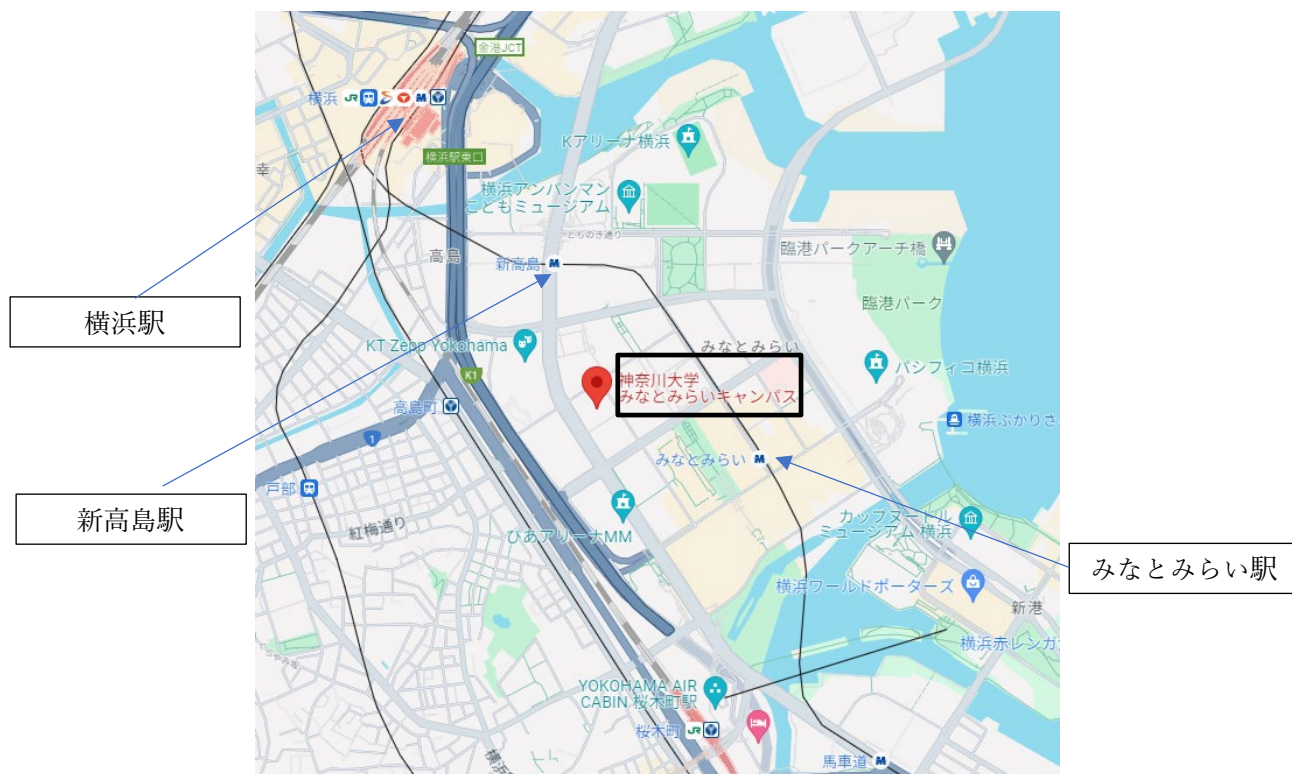 金港JCT
横浜
Kアリーナ横浜
横浜駅東口
幸
横浜アンパンマン
こどもミュージアム
とちのき通り
高島
新高島
臨港パークアーチ橋
臨港パーク
横浜駅
KT Zepp Yokohama
みなとみらい
K1
神奈川大学
みなとみらいキャンパス
パシフィコ横浜
高島町
1
横浜ぷかりさ
みなとみらい
戸部
新高島駅
紅梅通り
ぴあアリーナMM
カップヌードル
ミュージアム 横浜
みなとみらい駅
横浜ワールドポーターズ
新港
横浜赤レンガ
YOKOHAMA AIR
CABIN 桜木町駅
桜木町
馬車道